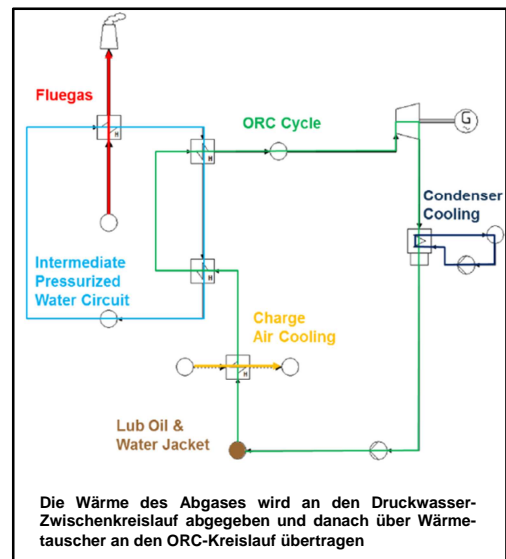 Fluegas
ORC Cycle
G
H
H
Condenser
Cooling
Intermediate
Pressurized
Water Circuit
H
Charge
Air Cooling
H
Lub Oil &
Water Jacket
Die Wärme des Abgases wird an den Druckwasser-
Zwischenkreislauf abgegeben und danach über Wärme-
tauscher an den ORC-Kreislauf übertragen